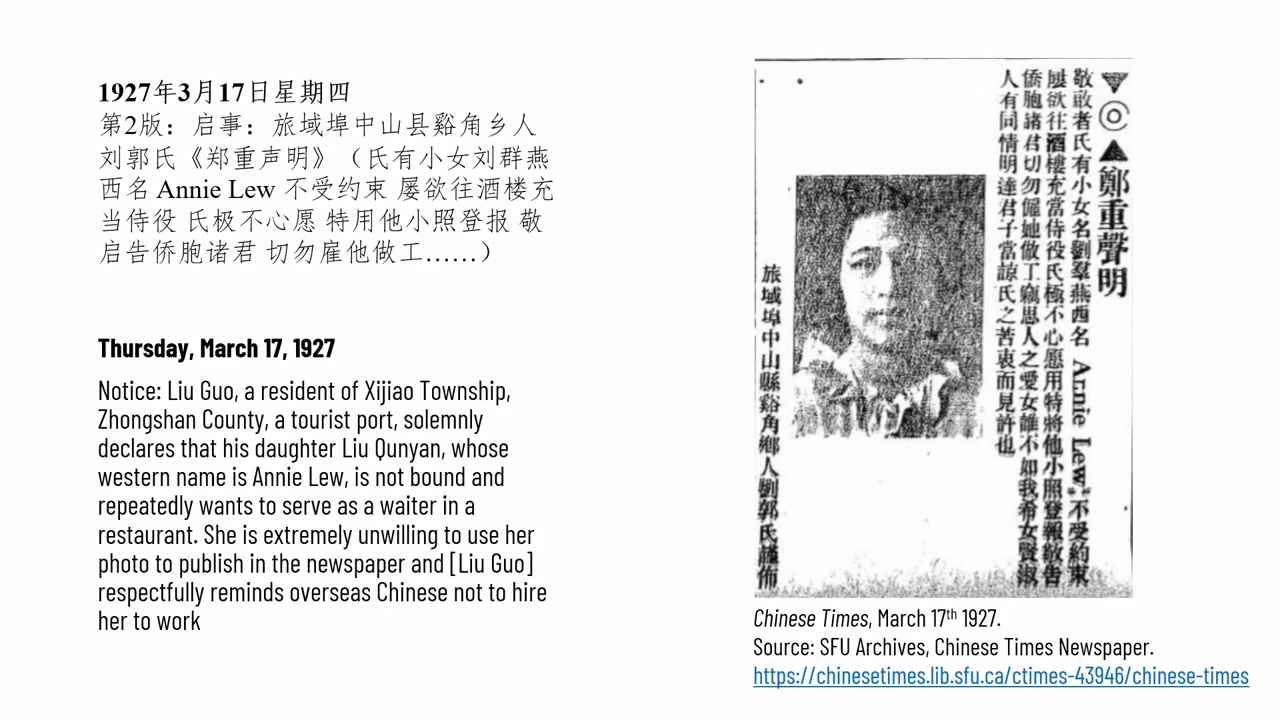 1927年3月17日星期四
第2版：启事：旅域埠中山县谿角乡人
刘郭氏《郑重声明》（氏有小女刘群燕
西名 Annie Lew 不受约束 屡欲往酒楼充
当侍役 氏极不心愿 特用他小照登报 敬
启告侨胞诸君 切勿雇他做工……）
Thursday, March 17, 1927
Notice: Liu Guo, a resident of Xijiao Township,
Zhongshan County, a tourist port, solemnly
declares that his daughter Liu Qunyan, whose
western name is Annie Lew, is not bound and
repeatedly wants to serve as a waiter in a
restaurant. She is extremely unwilling to use her
photo to publish in the newspaper and [Liu Guo]
respectfully reminds overseas Chinese not to hire
her to work
鄭重聲明
敬啟者氏有小女名劉羣燕西名 Annie Lew, 不受約束
屢欲往酒樓充當侍役氏極不心愿用特將他小照登報敬告
僑胞諸君切勿僱她做工竊思人之愛女誰不如我希女賢淑
人有同情明達君子當諒氏之苦衷而見許也
旅域埠中山縣谿角鄉人劉郭氏謹佈
Chinese Times, March 17th 1927.
Source: SFU Archives, Chinese Times Newspaper.
https://chinesetimes.lib.sfu.ca/ctimes-43946/chinese-times